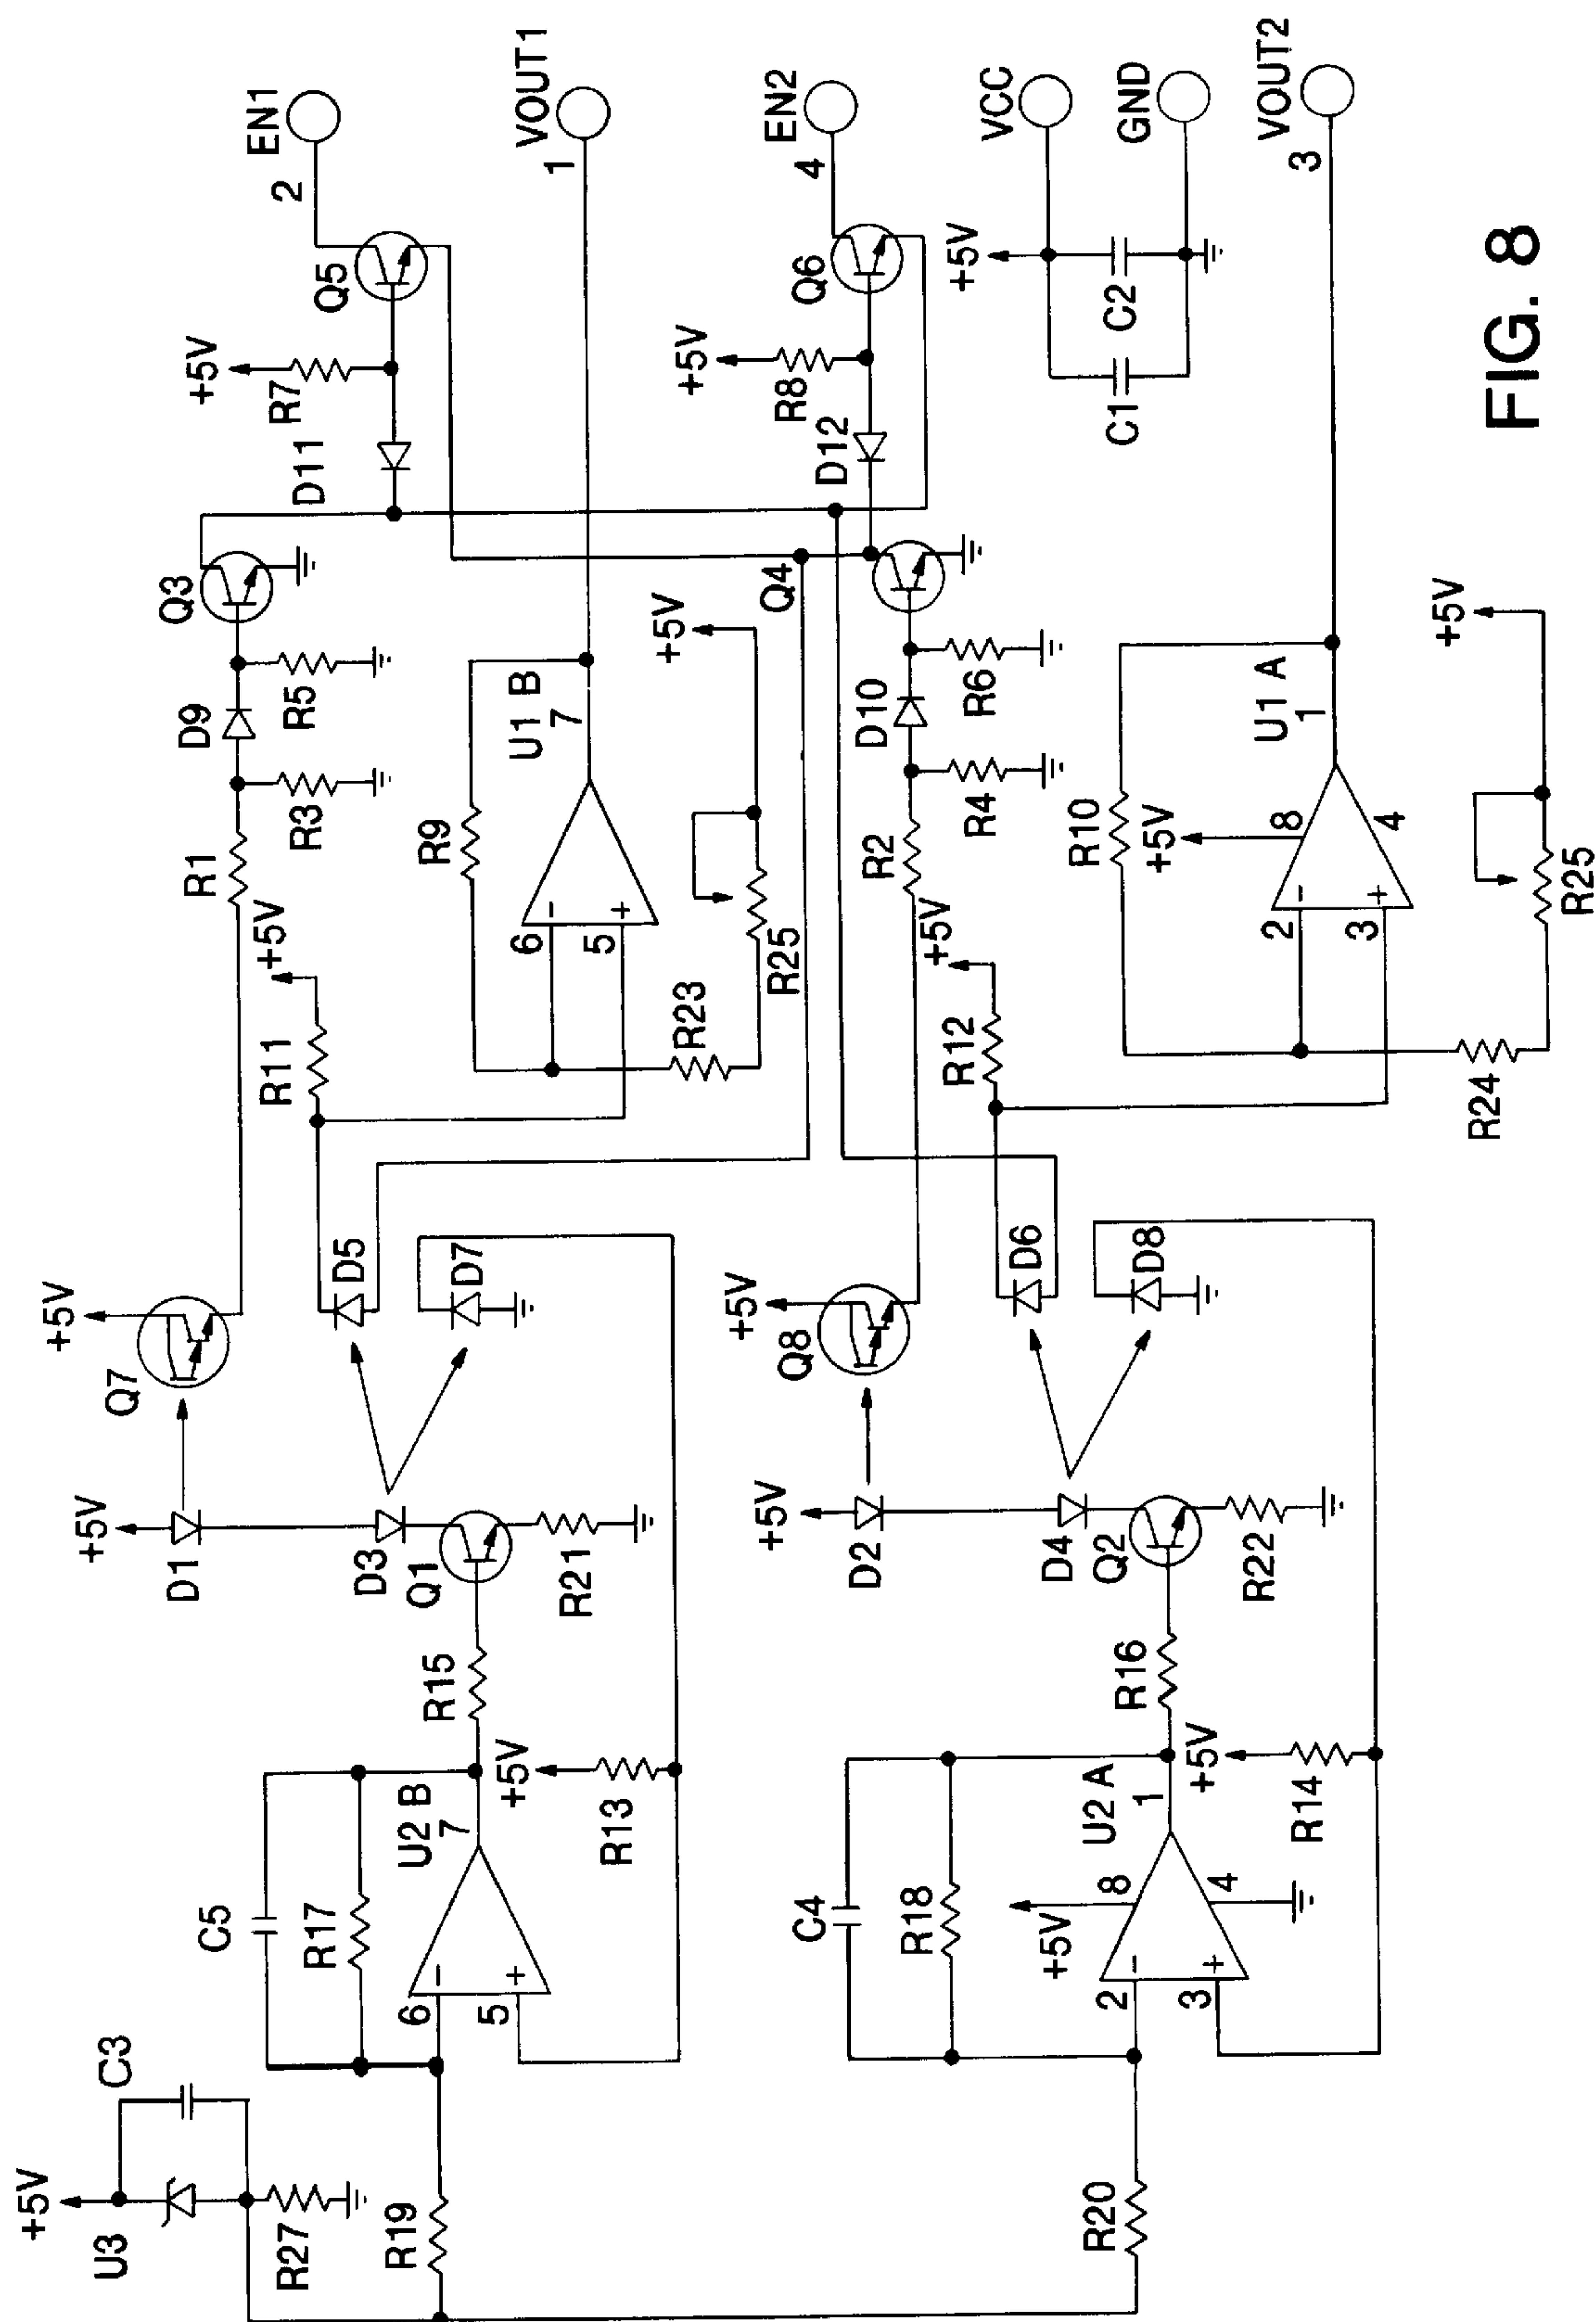 +5V
U3
C3
R27
R19
R20
C5
R17
U2 B
6
5
7
+5V
R13
R15
+5V
D1
D3
Q1
R21
Q7
+5V
D5
D7
R11
+5V
R1
R3
D9
R5
Q3
D11
R7
+5V
Q5
2
EN1
R9
U1 B
6
5
7
-
+
R23
R25
+5V
1
VOUT1
C4
R18
U2 A
+5V
8
2
3
4
1
-
+
-
+
+5V
R14
R16
+5V
D2
D4
Q2
R22
+5V
Q8
D6
D8
R12
+5V
R2
R4
D10
R6
Q4
D12
R8
+5V
Q6
4
EN2
+5V
C1
C2
VCC
GND
R10
+5V
8
U1 A
1
2
3
4
-
+
R24
R25
+5V
3
VOUT2
FIG. 8